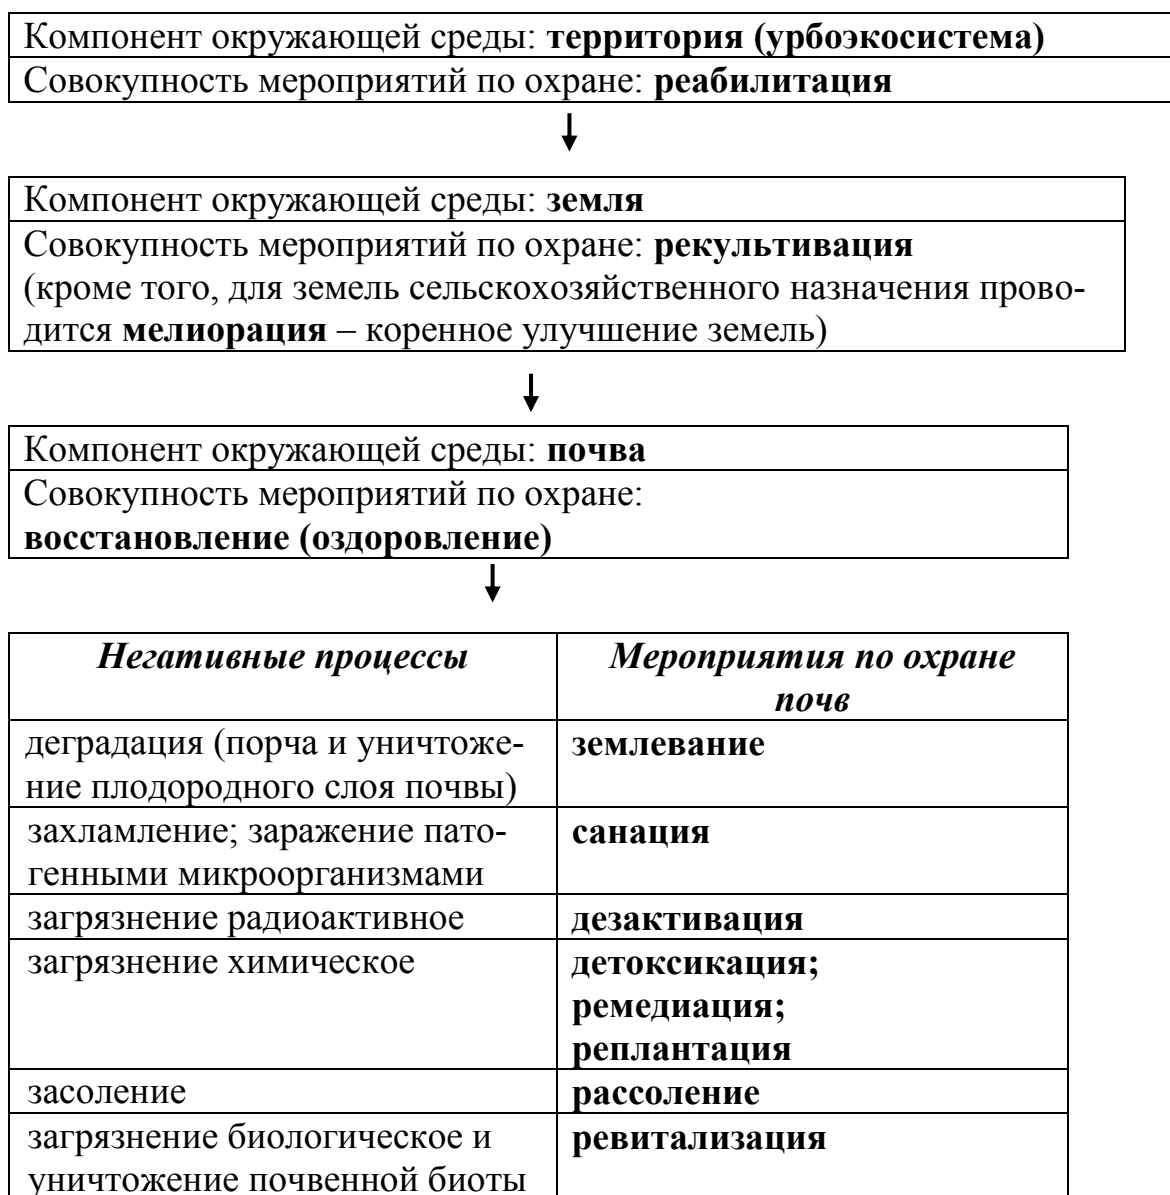 Компонент окружающей среды: территория (урбоэкосистема)
Совокупность мероприятий по охране: реабилитация
Компонент окружающей среды: земля
Совокупность мероприятий по охране: рекультивация
(кроме того, для земель сельскохозяйственного назначения прово-
дится мелиорация – коренное улучшение земель)
Компонент окружающей среды: почва
Совокупность мероприятий по охране:
восстановление (оздоровление)
Негативные процессы
Мероприятия по охране
почв
деградация (порча и уничтоже-
ние плодородного слоя почвы)
землевание
захламление; заражение пато-
генными микроорганизмами
санация
загрязнение радиоактивное
дезактивация
загрязнение химическое
детоксикация;
ремедиация;
реплантация
засоление
рассоление
загрязнение биологическое и
уничтожение почвенной биоты
ревитализация